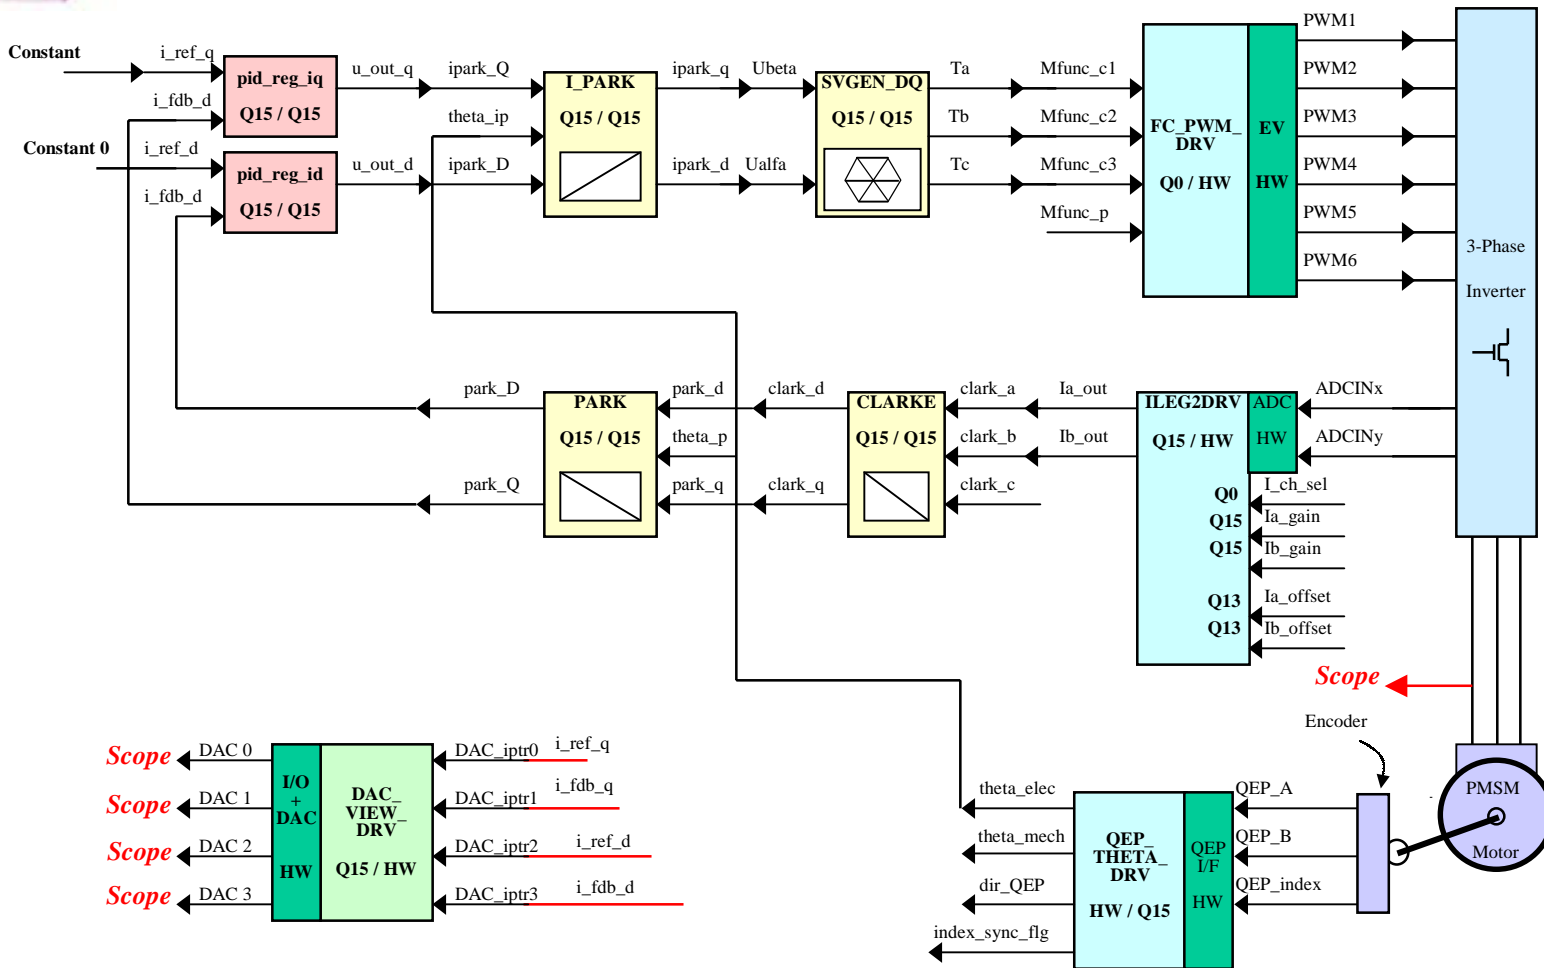 Constant
i_ref_q
i_fdb_d
Constant 0
i_ref_d
i_fdb_d
pid_reg_iq
Q15 / Q15
pid_reg_id
Q15 / Q15
u_out_q
u_out_d
ipark_Q
theta_ip
ipark_D
I_PARK
Q15 / Q15
ipark_q
ipark_d
Ubeta
Ualfa
SVGEN_DQ
Q15 / Q15
Ta
Tb
Tc
Mfunc_c1
Mfunc_c2
Mfunc_c3
Mfunc_p
FC_PWM_
DRV
Q0 / HW
EV
HW
PWM1
PWM2
PWM3
PWM4
PWM5
PWM6
3-Phase
Inverter
park_D
park_Q
PARK
Q15 / Q15
park_d
theta_p
park_q
clark_d
clark_q
CLARKE
Q15 / Q15
clark_a
clark_b
clark_c
Ia_out
Ib_out
ILEG2DRV
Q15 / HW
ADC
HW
ADCINx
ADCINy
Q0
I_ch_sel
Q15
Ia_gain
Q15
Ib_gain
Q13
Ia_offset
Q13
Ib_offset
Scope
Encoder
PMSM
Motor
Scope
DAC 0
Scope
DAC 1
Scope
DAC 2
Scope
DAC 3
I/O
+
DAC
HW
DAC_
VIEW_
DRV
Q15 / HW
DAC_iptr0
i_ref_q
DAC_iptr1
i_fdb_q
DAC_iptr2
i_ref_d
DAC_iptr3
i_fdb_d
theta_elec
theta_mech
dir_QEP
index_sync_flg
QEP_
THETA_
DRV
HW / Q15
QEP
I/F
HW
QEP_A
QEP_B
QEP_index